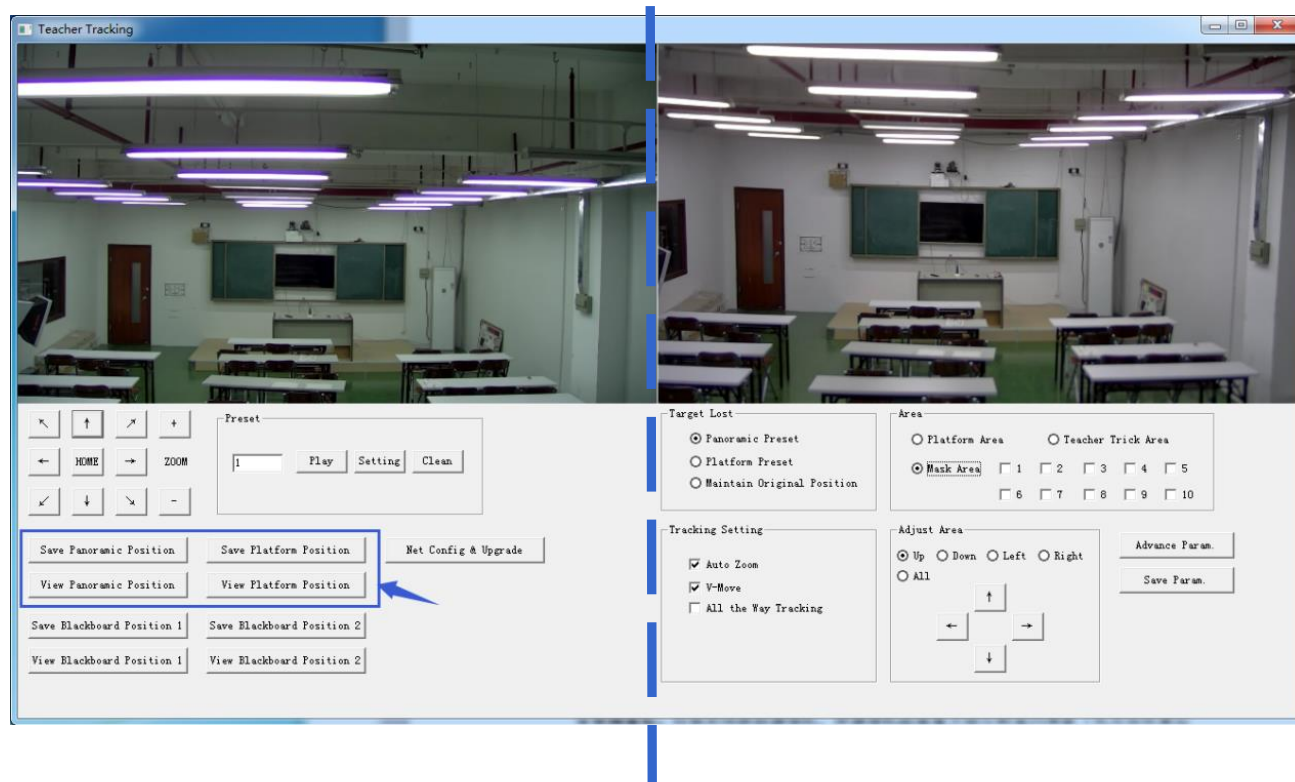 Teacher Tracking
Preset
HOME
ZOOM
1
Play
Setting
Clean
Save Panoramic Position
Save Platform Position
Net Config & Upgrade
View Panoramic Position
View Platform Position
Save Blackboard Position 1
Save Blackboard Position 2
View Blackboard Position 1
View Blackboard Position 2
Target Lost
Panoramic Preset
Platform Preset
Maintain Original Position
Area
Platform Area
Teacher Trick Area
Mask Area 1 2 3 4 5
6 7 8 9 10
Tracking Setting
Auto Zoom
V-Move
All the Way Tracking
Adjust Area
Up Down Left Right
All
Advance Param.
Save Param.